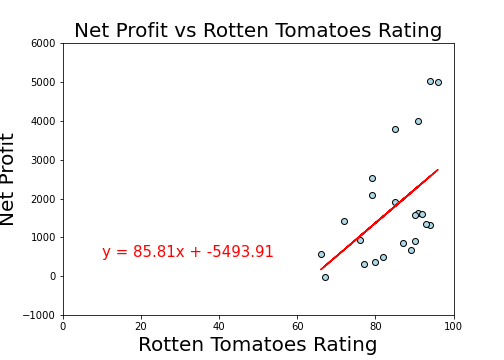 Net Profit vs Rotten Tomatoes Rating
Net Profit
6000
5000
4000
3000
2000
1000
0
−1000
y = 85.81x + -5493.91
0 20 40 60 80 100
Rotten Tomatoes Rating